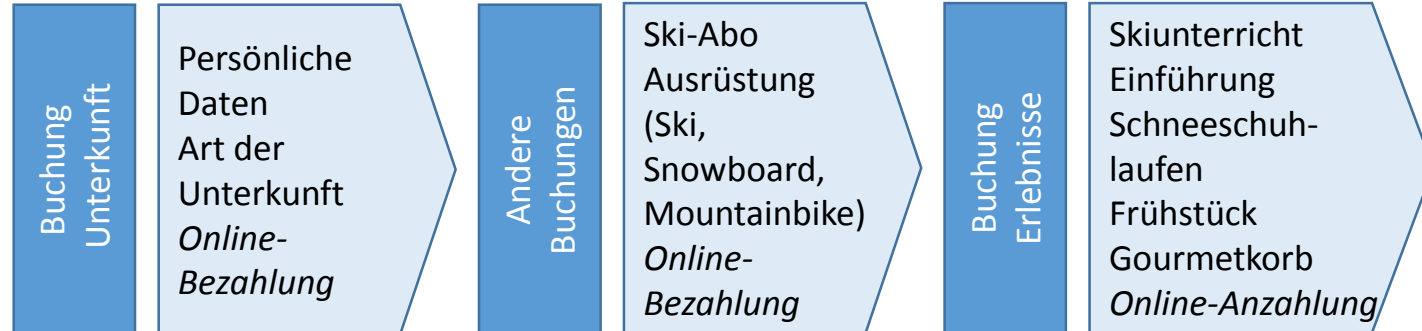 Buchung
Unterkunft
Persönliche
Daten
Art der
Unterkunft
Online-
Bezahlung
Andere
Buchungen
Ski-Abo
Ausrüstung
(Ski,
Snowboard,
Mountainbike)
Online-
Bezahlung
Buchung
Erlebnisse
Skiunterricht
Einführung
Schneeschuh-
laufen
Frühstück
Gourmetkorb
Online-Anzahlung